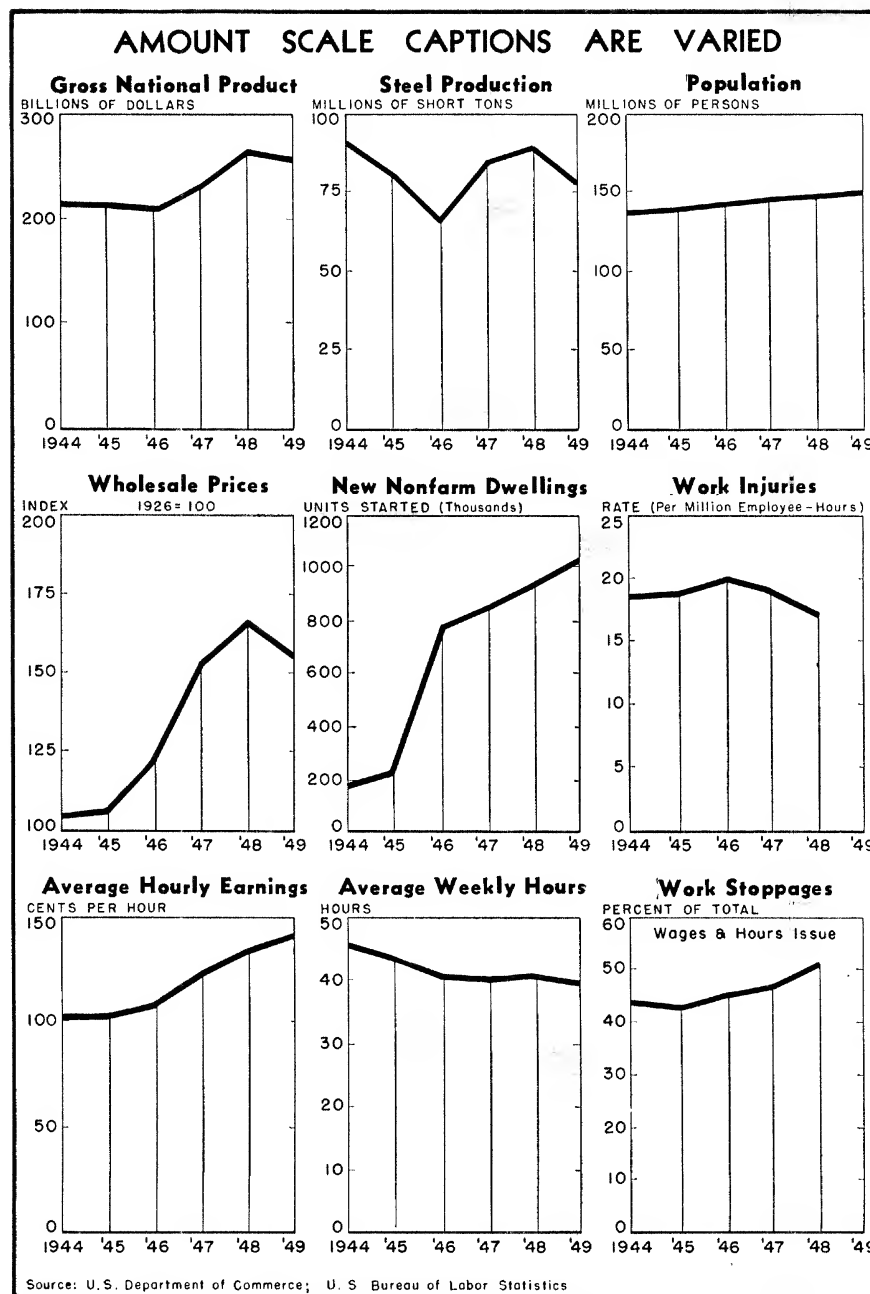 AMOUNT SCALE CAPTIONS ARE VARIED
Gross National Product
BILLIONS OF DOLLARS
300
200
100
0
1944 '45 '46 '47 '48 '49
Steel Production
MILLIONS OF SHORT TONS
100
75
50
25
0
1944 '45 '46 '47 '48 '49
Population
MILLIONS OF PERSONS
200
150
100
50
0
1944 '45 '46 '47 '48 '49
Wholesale Prices
INDEX 1926=100
200
175
150
125
100
1944 '45 '46 '47 '48 '49
New Nonfarm Dwellings
UNITS STARTED (Thousands)
1200
1000
800
600
400
200
0
1944 '45 '46 '47 '48 '49
Work Injuries
RATE (Per Million Employee-Hours)
25
20
15
10
5
0
1944 '45 '46 '47 '48 '49
Average Hourly Earnings
CENTS PER HOUR
150
100
50
0
1944 '45 '46 '47 '48 '49
Average Weekly Hours
HOURS
50
40
30
20
10
0
1944 '45 '46 '47 '48 '49
Work Stoppages
PERCENT OF TOTAL
60
Wages & Hours Issue
50
40
30
20
10
0
1944 '45 '46 '47 '48 '49
Source: U.S. Department of Commerce; U.S Bureau of Labor Statistics